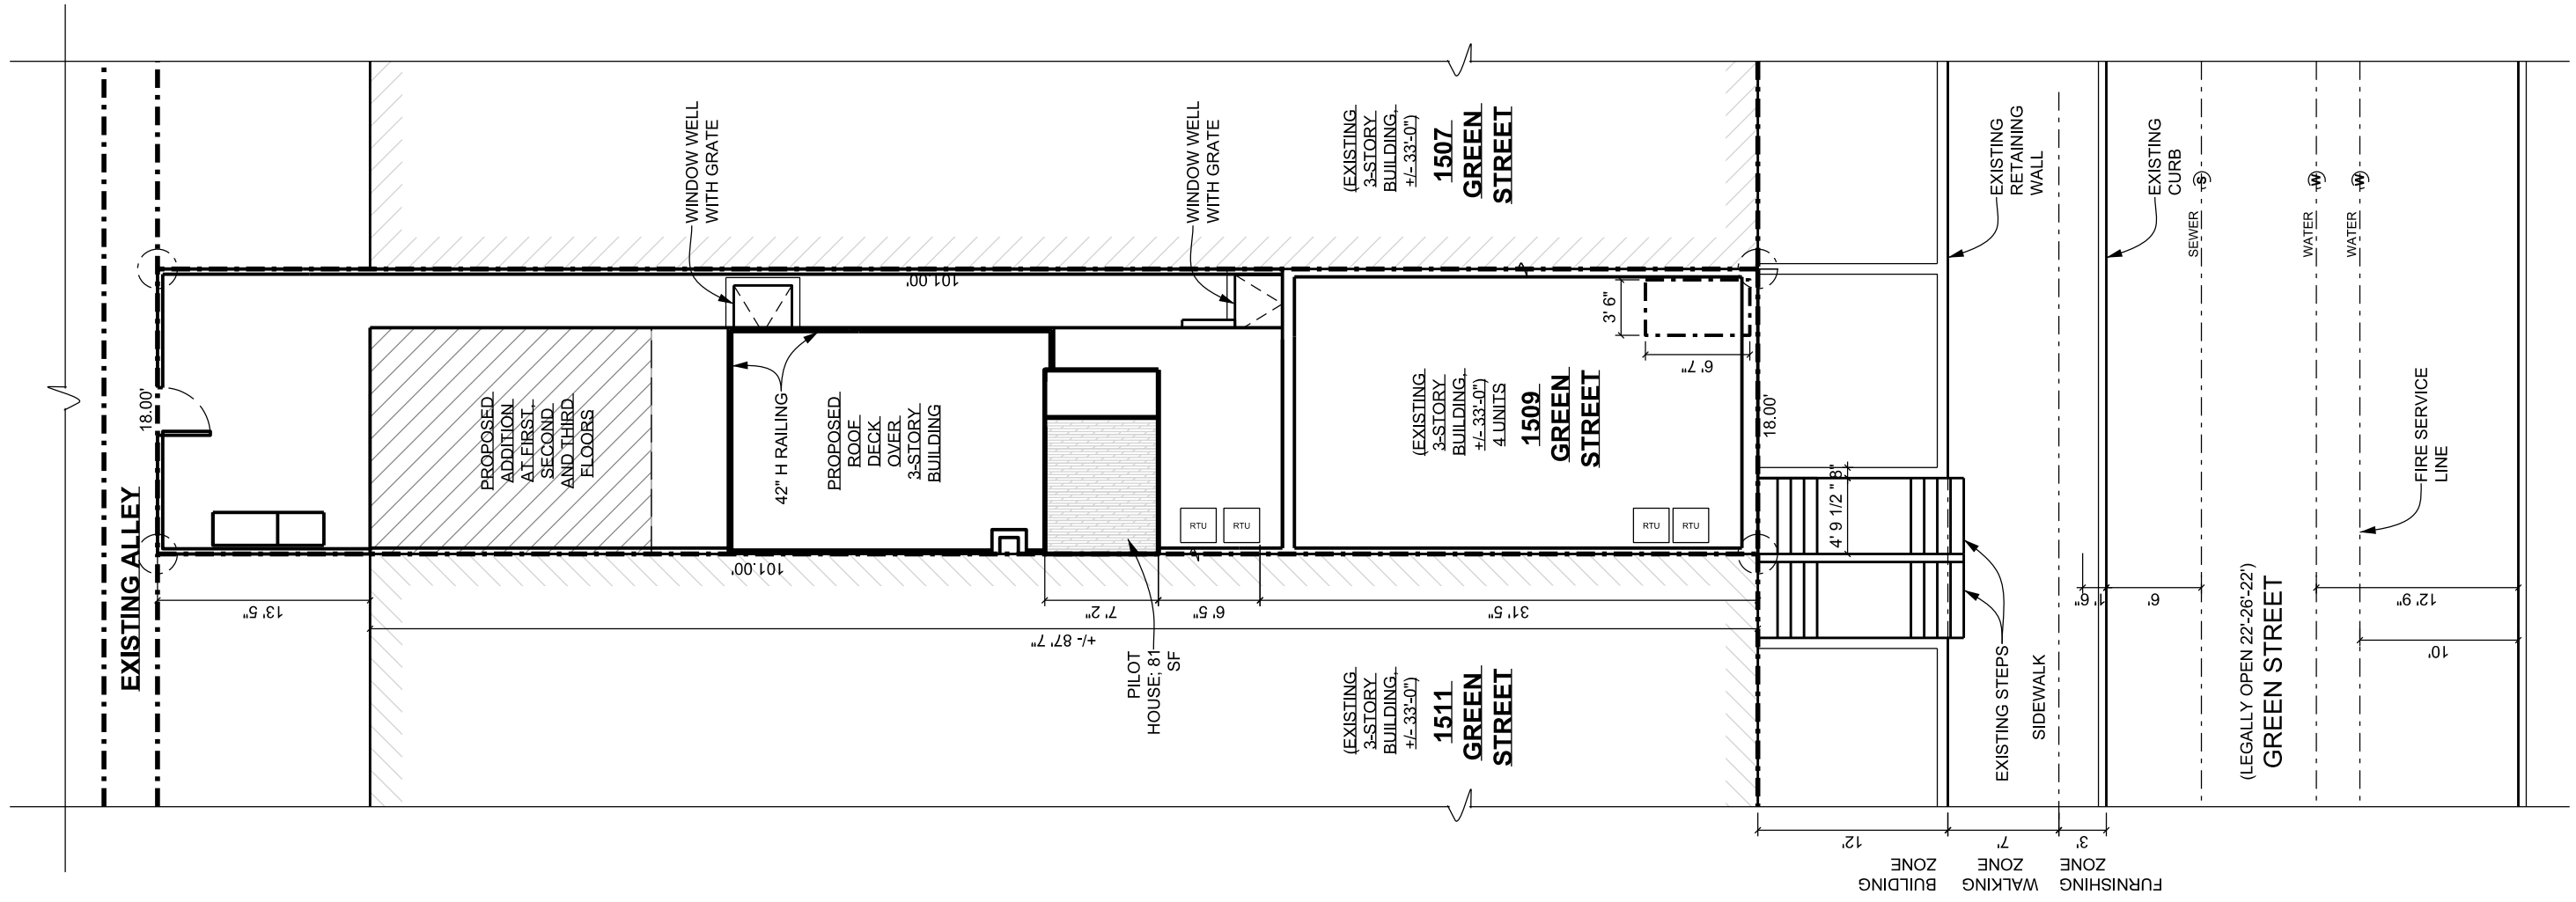 EXISTING ALLEY
18.00'
13' 5"
PROPOSED
ADDITION
AT FIRST,
SECOND
AND THIRD
FLOORS
WINDOW WELL
WITH GRATE
101.00'
42" H RAILING
PROPOSED
ROOF
DECK
OVER
3-STORY
BUILDING
101.00'
+/- 87' 7"
7' 2"
6' 5"
31' 5"
PILOT
HOUSE; 81
SF
WINDOW WELL
WITH GRATE
RTU
RTU
(EXISTING
3-STORY
BUILDING,
+/- 33'-0")
1507
GREEN
STREET
(EXISTING
3-STORY
BUILDING,
+/- 33'-0")
4 UNITS
1509
GREEN
STREET
(EXISTING
3-STORY
BUILDING,
+/- 33'-0")
1511
GREEN
STREET
3' 6"
6' 7"
RTU
RTU
18.00'
4' 9 1/2 "
8"
EXISTING
RETAINING
WALL
EXISTING STEPS
SIDEWALK
EXISTING
CURB
SEWER
S
WATER
W
WATER
W
FIRE SERVICE
LINE
(LEGALLY OPEN 22'-26'-22')
GREEN STREET
1' 6"
6'
12' 9"
10'
12'
7'
3'
BUILDING
ZONE
WALKING
ZONE
FURNISHING
ZONE